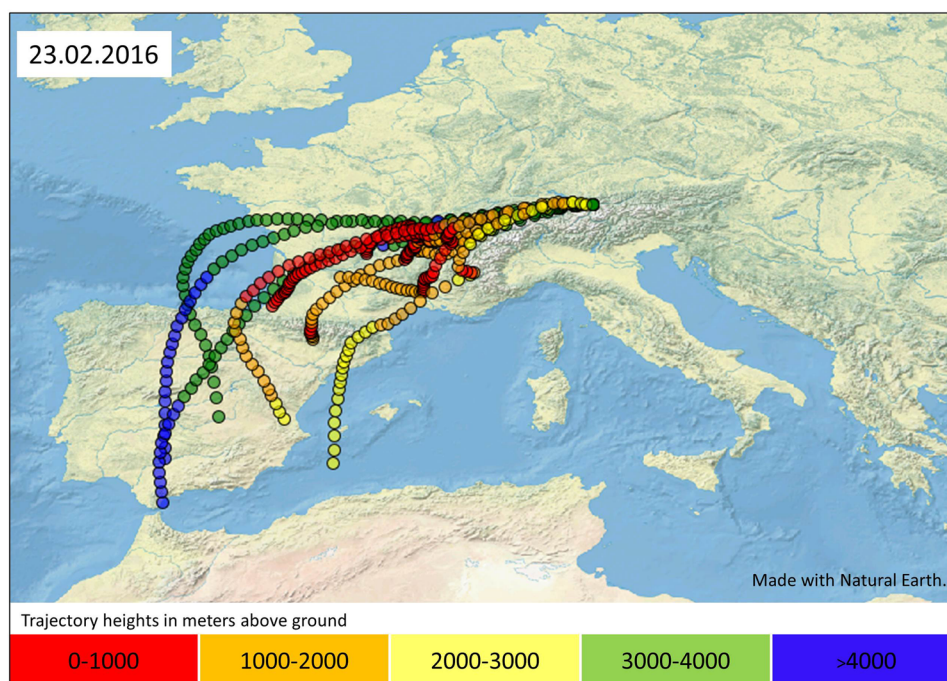 23.02.2016
Made with Natural Earth.
Trajectory heights in meters above ground
0-1000 1000-2000 2000-3000 3000-4000 >4000